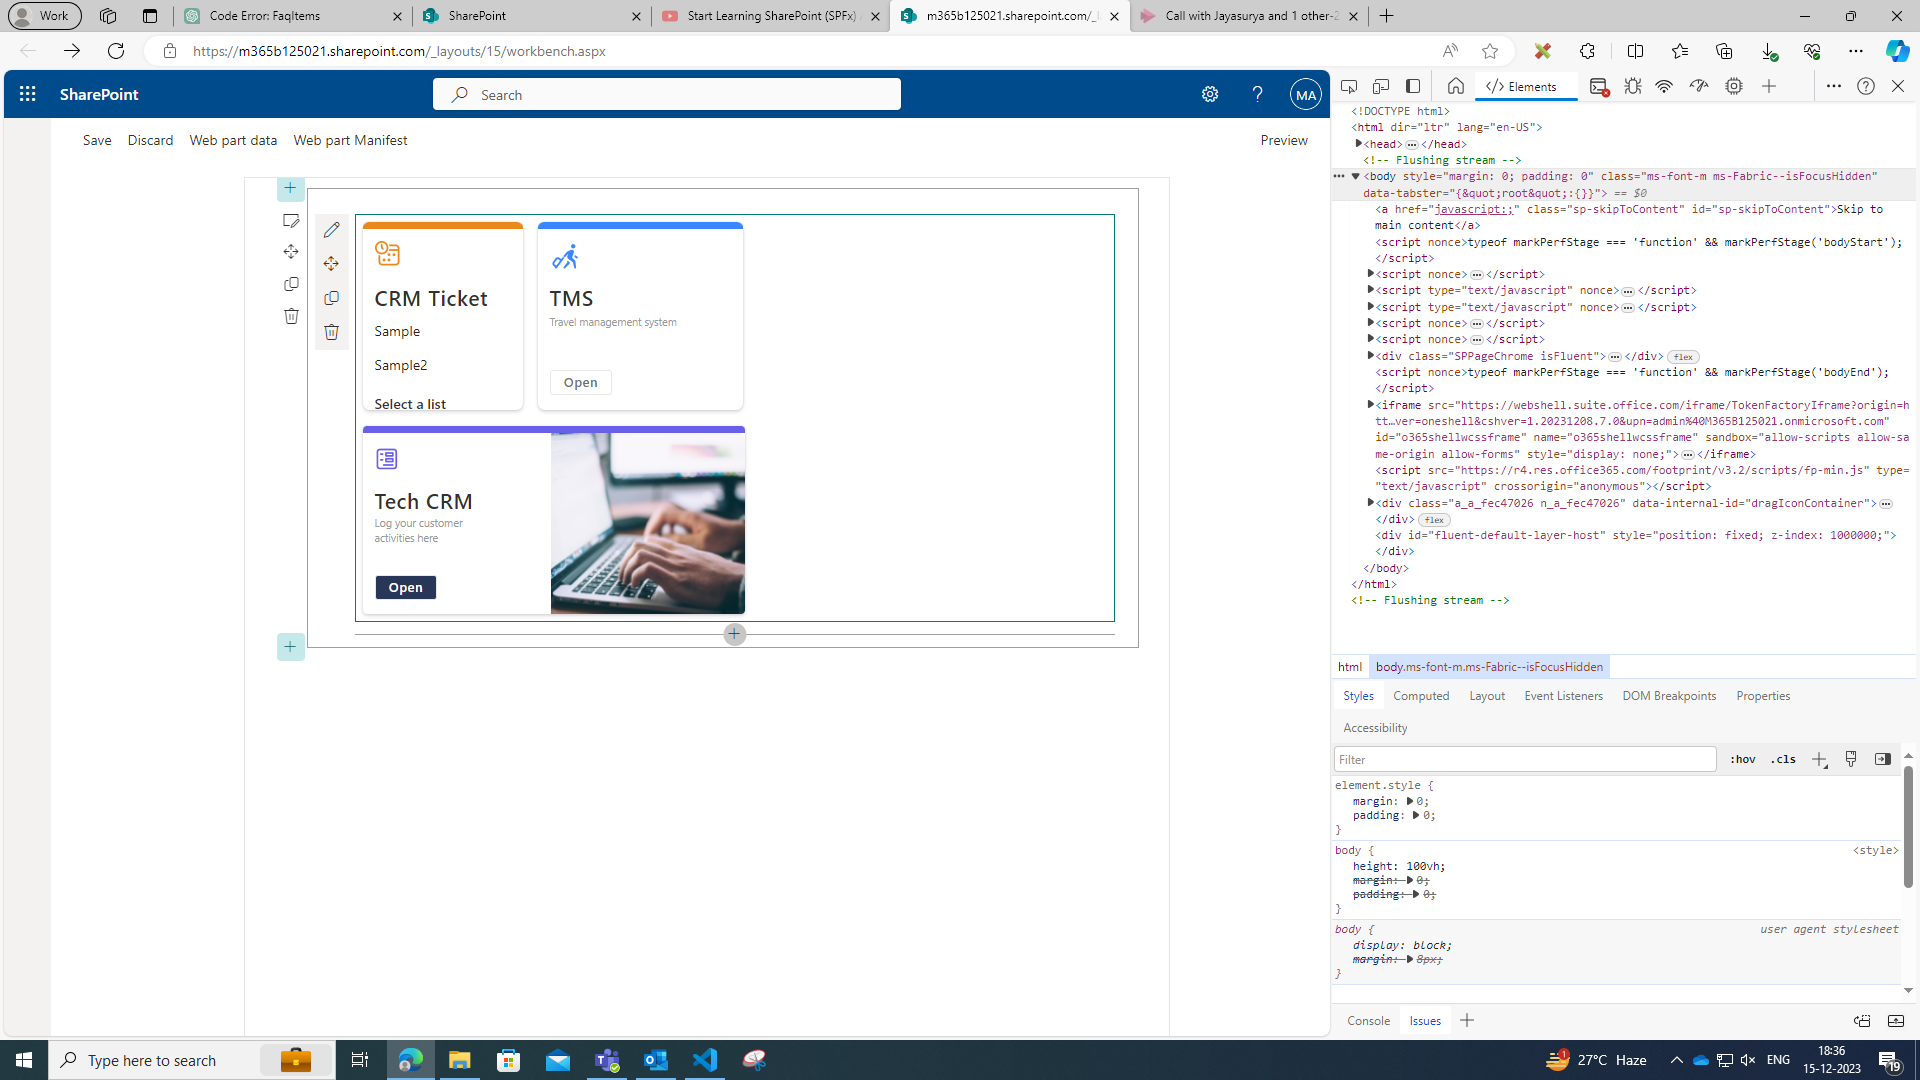 Work
Code Error: FaqItems
SharePoint
Start Learning SharePoint (SPFx)
m365b125021.sharepoint.com/_l
Call with Jayasurya and 1 other-2
https://m365b125021.sharepoint.com/_layouts/15/workbench.aspx
SharePoint
Search
MA
Save
Discard
Web part data
Web part Manifest
Preview
CRM Ticket
Sample
Sample2
Select a list
TMS
Travel management system
Open
Tech CRM
Log your customer
activities here
Open
Elements
<!DOCTYPE html>
<html dir="ltr" lang="en-US">
<head>…</head>
<!-- Flushing stream -->
<body style="margin: 0; padding: 0" class="ms-font-m ms-Fabric--isFocusHidden"
data-tabster="{&quot;root&quot;:{}}"> == $0
<a href="javascript:;" class="sp-skipToContent" id="sp-skipToContent">Skip to
main content</a>
<script nonce>typeof markPerfStage === 'function' && markPerfStage('bodyStart');
</script>
<script nonce>…</script>
<script type="text/javascript" nonce>…</script>
<script type="text/javascript" nonce>…</script>
<script nonce>…</script>
<script nonce>…</script>
<div class="SPPageChrome isFluent">…</div> flex
<script nonce>typeof markPerfStage === 'function' && markPerfStage('bodyEnd');
</script>
<iframe src="https://webshell.suite.office.com/iframe/TokenFactoryIframe?origin=h
tt…ver=oneshell&cshver=1.20231208.7.0&upn=admin%40M365B125021.onmicrosoft.com"
id="o365shellwcssframe" name="o365shellwcssframe" sandbox="allow-scripts allow-sa
me-origin allow-forms" style="display: none;">…</iframe>
<script src="https://r4.res.office365.com/footprint/v3.2/scripts/fp-min.js" type=
"text/javascript" crossorigin="anonymous"></script>
<div class="a_a_fec47026 n_a_fec47026" data-internal-id="dragIconContainer">…
</div> flex
<div id="fluent-default-layer-host" style="position: fixed; z-index: 1000000;">
</div>
</body>
</html>
<!-- Flushing stream -->
html
body.ms-font-m.ms-Fabric--isFocusHidden
Styles
Computed
Layout
Event Listeners
DOM Breakpoints
Properties
Accessibility
Filter
:hov
.cls
element.style {
margin: 0;
padding: 0;
}
body {
<style>
height: 100vh;
margin: 0;
padding: 0;
}
body {
user agent stylesheet
display: block;
margin: 8px;
}
Console
Issues
Type here to search
1
27°C Haze
ENG
18:36
15-12-2023
19